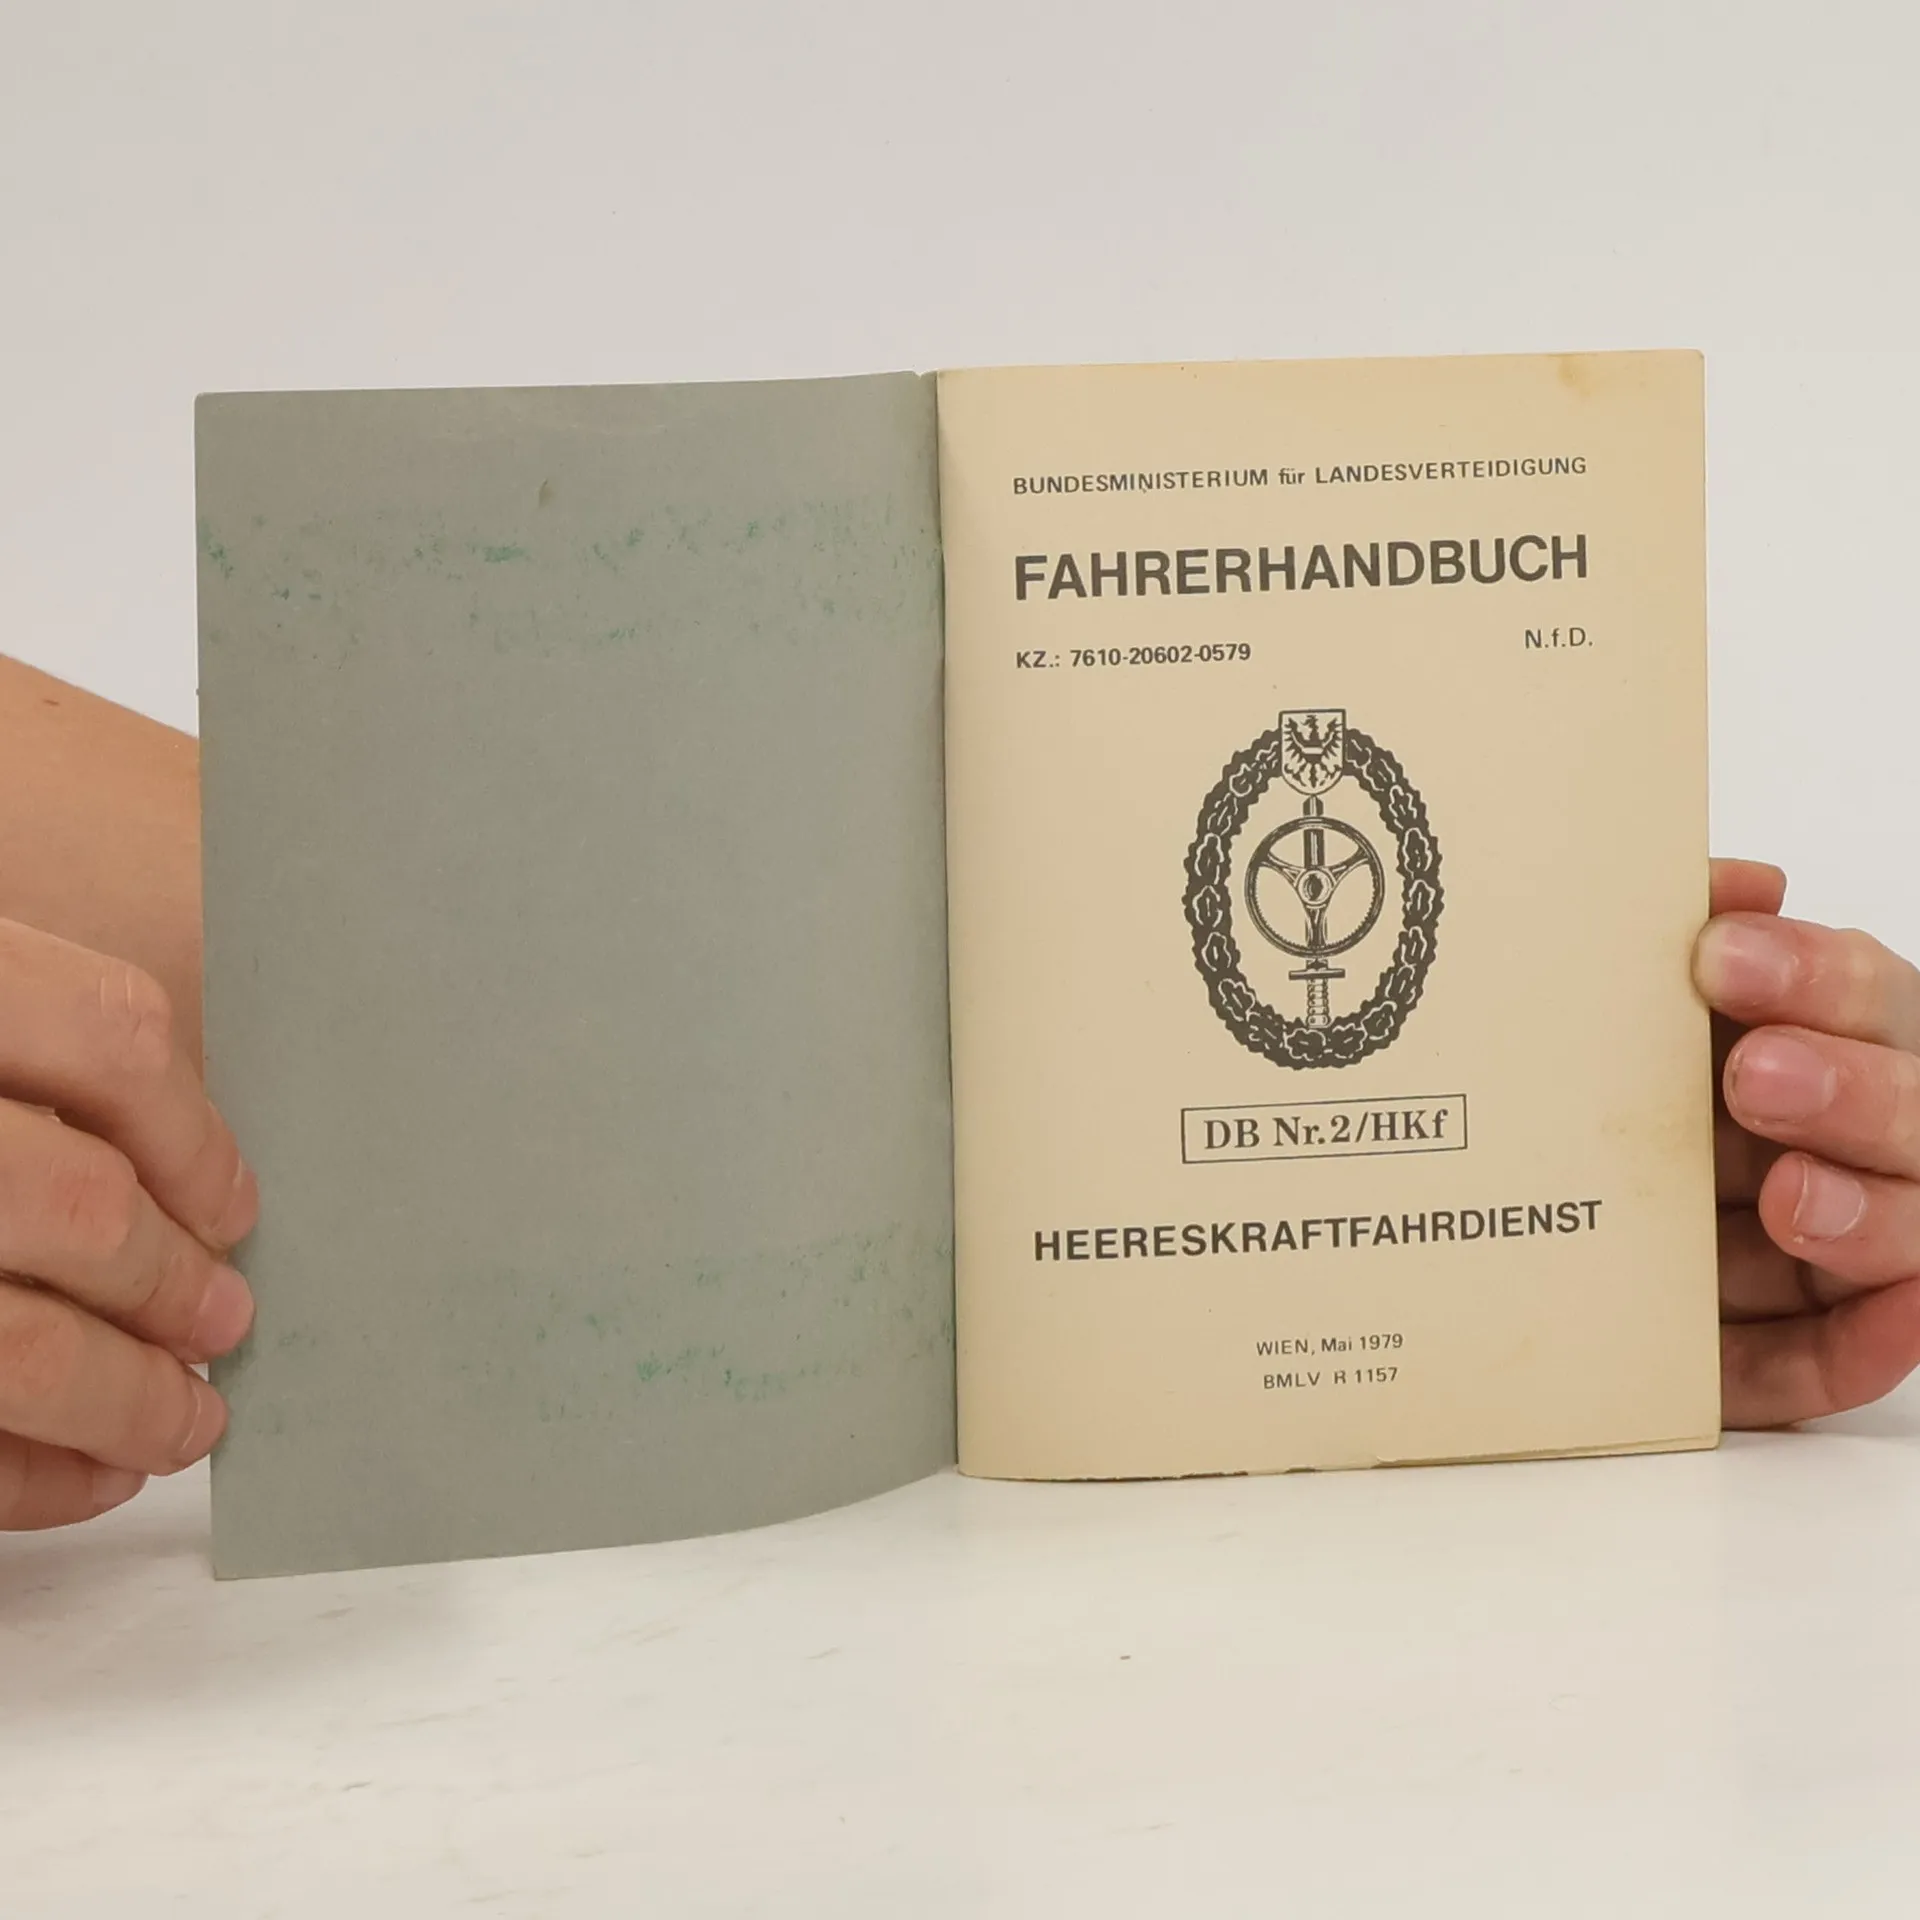 BUNDESMINISTERIUM für LANDESVERTEIDIGUNG
FAHRERHANDBUCH
N.f.D.
KZ.: 7610-20602-0579
DB Nr.2/HKf
HEERESKRAFTFAHRDIENST
WIEN, Mai 1979
BMLV R 1157